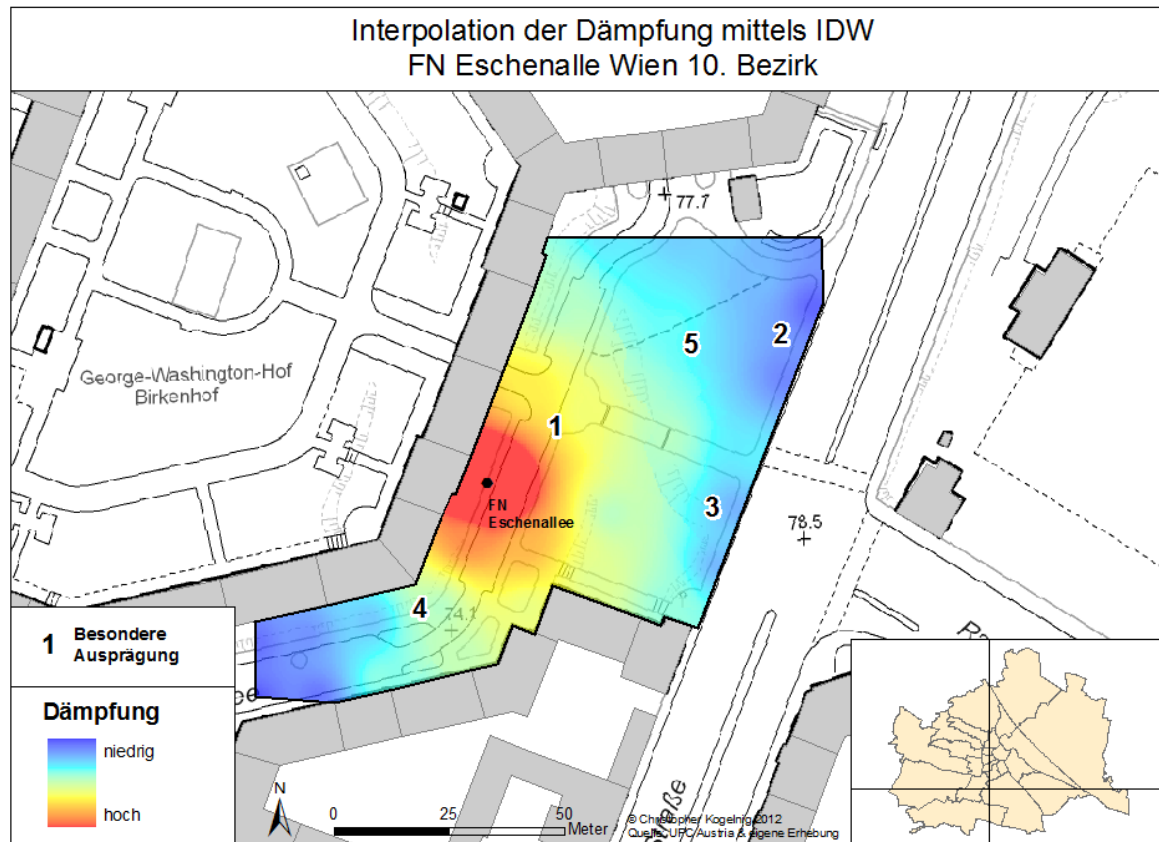 Interpolation der Dämpfung mittels IDW
FN Eschenalle Wien 10. Bezirk
77.7
George-Washington-Hof
Birkenhof
5
2
1
FN
Eschenallee
3
78.5
4
74.1
1 Besondere
Ausprägung
Dämpfung
niedrig
hoch
N
0 25 50
Meter
© Christopher Kogelnig 2012
Quelle: UPC Austria & eigene Erhebung